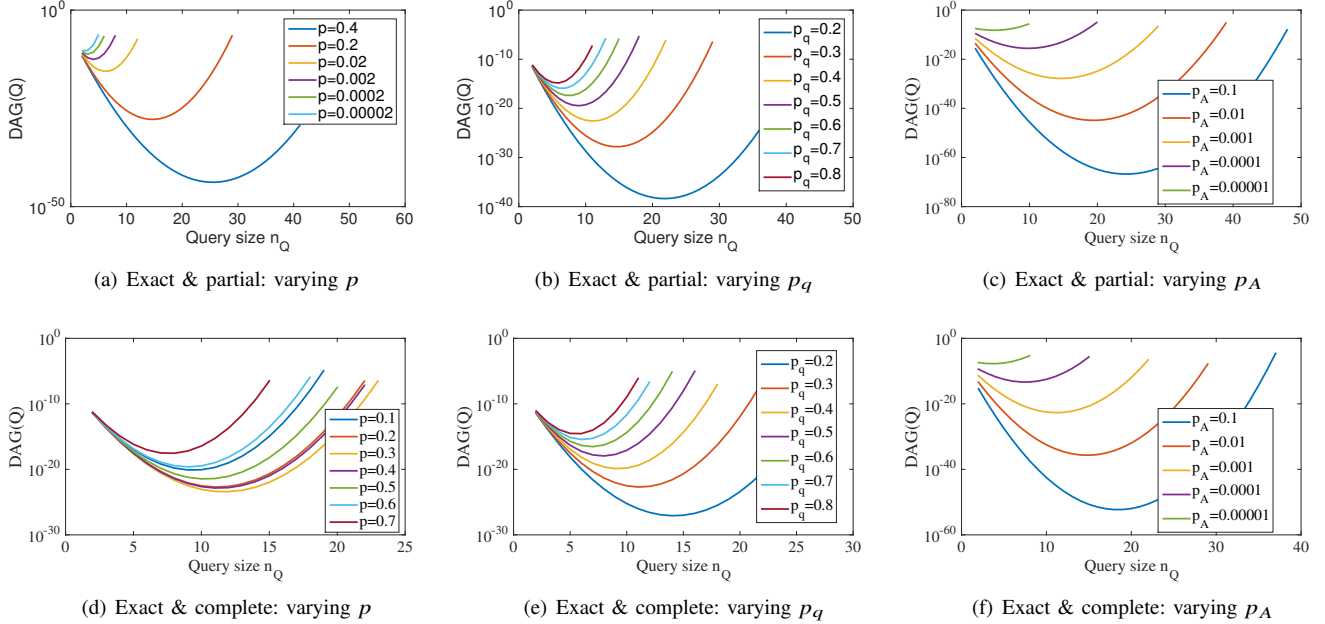 10^0
DAG(Q)
10^-50
0 10 20 30 40 50 60
Query size n_Q
p=0.4
p=0.2
p=0.02
p=0.002
p=0.0002
p=0.00002
(a) Exact & partial: varying p
10^0
10^-10
DAG(Q)
10^-20
10^-30
10^-40
0 10 20 30 40 50
Query size n_Q
p_q=0.2
p_q=0.3
p_q=0.4
p_q=0.5
p_q=0.6
p_q=0.7
p_q=0.8
(b) Exact & partial: varying p_q
10^0
10^-20
DAG(Q)
10^-40
10^-60
10^-80
0 10 20 30 40 50
Query size n_Q
p_A=0.1
p_A=0.01
p_A=0.001
p_A=0.0001
p_A=0.00001
(c) Exact & partial: varying p_A
10^0
10^-10
DAG(Q)
10^-20
10^-30
0 5 10 15 20 25
Query size n_Q
p=0.1
p=0.2
p=0.3
p=0.4
p=0.5
p=0.6
p=0.7
(d) Exact & complete: varying p
10^0
10^-10
DAG(Q)
10^-20
10^-30
0 5 10 15 20 25 30
Query size n_Q
p_q=0.2
p_q=0.3
p_q=0.4
p_q=0.5
p_q=0.6
p_q=0.7
p_q=0.8
(e) Exact & complete: varying p_q
10^0
10^-20
DAG(Q)
10^-40
10^-60
0 10 20 30 40
Query size n_Q
p_A=0.1
p_A=0.01
p_A=0.001
p_A=0.0001
p_A=0.00001
(f) Exact & complete: varying p_A